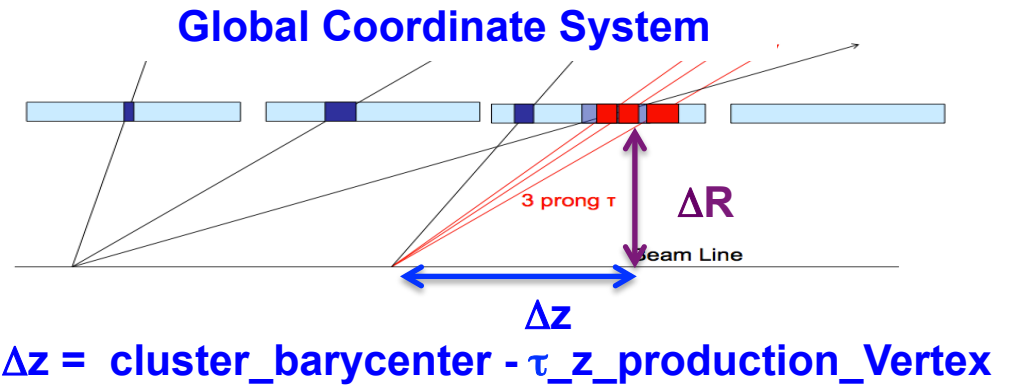 Global Coordinate System
3 prong τ
ΔR
Beam Line
Δz
Δz = cluster_barycenter - τ_z_production_Vertex